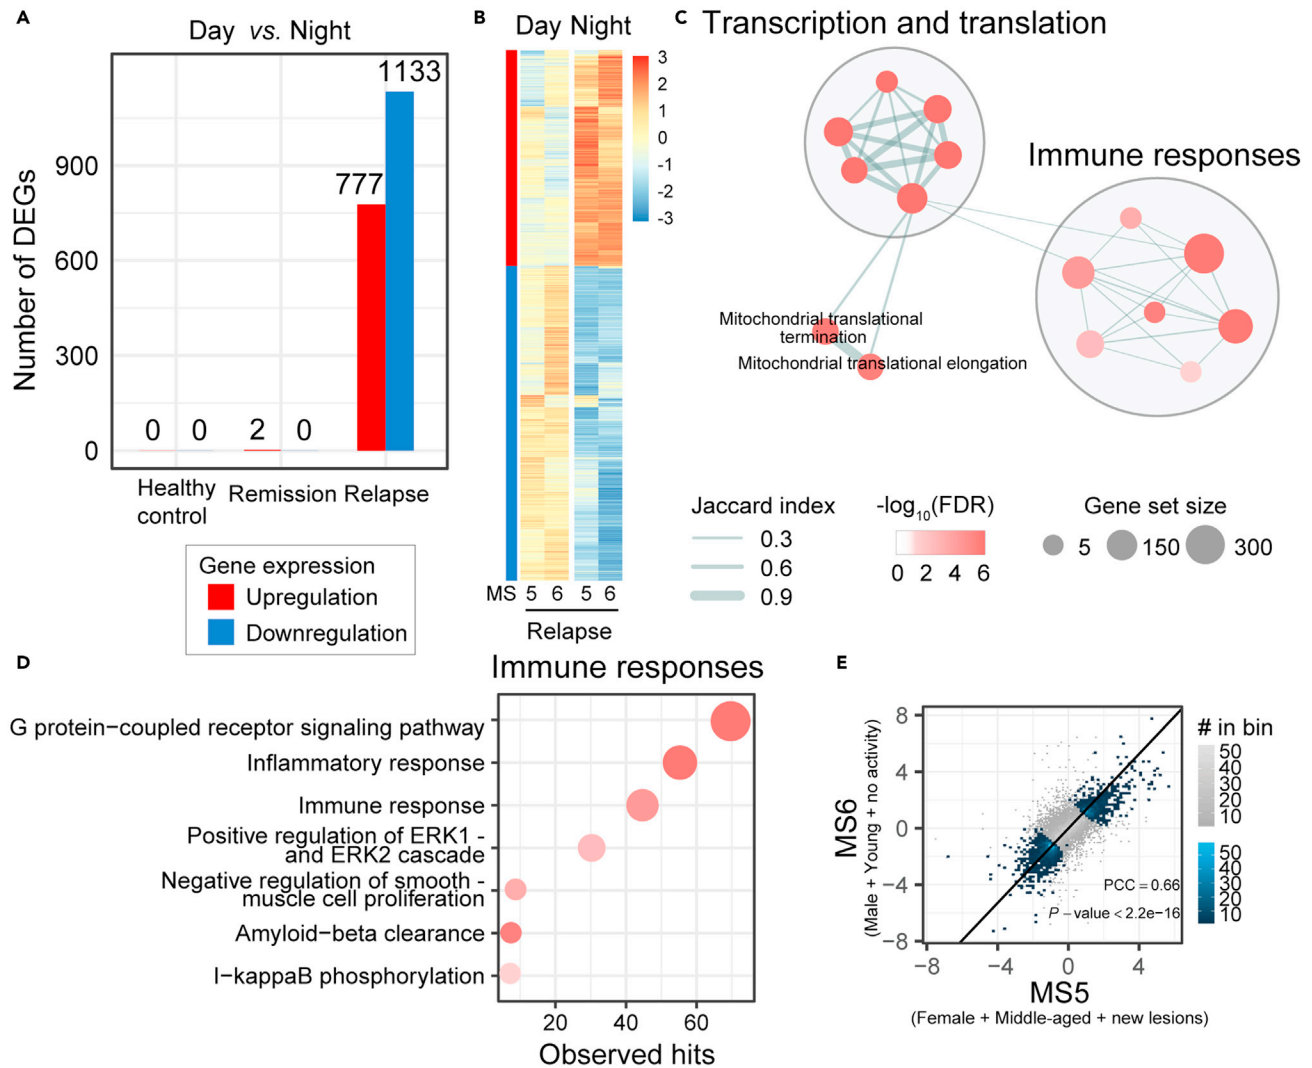 A
Day vs. Night
1133
777
0
0
2
0
Number of DEGs
900
600
300
0
Healthy
control
Remission
Relapse
Gene expression
Upregulation
Downregulation
B
Day Night
3
2
1
0
-1
-2
-3
MS
5
6
5
6
Relapse
C
Transcription and translation
Immune responses
Mitochondrial translational
termination
Mitochondrial translational elongation
Jaccard index
0.3
0.6
0.9
-log10(FDR)
0 2 4 6
Gene set size
5
150
300
D
Immune responses
G protein−coupled receptor signaling pathway
Inflammatory response
Immune response
Positive regulation of ERK1 -
and ERK2 cascade
Negative regulation of smooth -
muscle cell proliferation
Amyloid−beta clearance
I−kappaB phosphorylation
20
40
60
Observed hits
E
MS6
(Male + Young + no activity)
8
4
0
−4
−8
PCC = 0.66
P − value < 2.2e−16
−8
−4
0
4
MS5
(Female + Middle-aged + new lesions)
# in bin
50
40
30
20
10
50
40
30
20
10